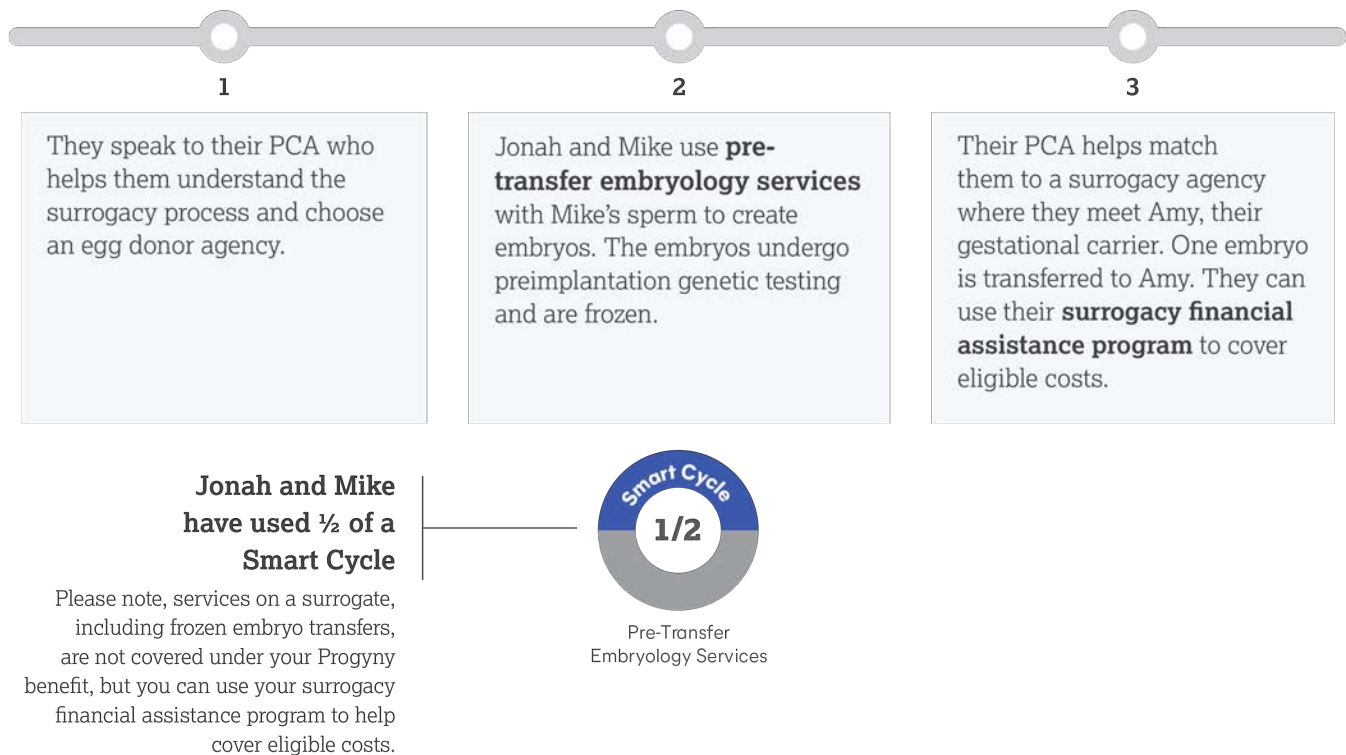 1
They speak to their PCA who
helps them understand the
surrogacy process and choose
an egg donor agency.
2
Jonah and Mike use pre-
transfer embryology services
with Mike's sperm to create
embryos. The embryos undergo
preimplantation genetic testing
and are frozen.
3
Their PCA helps match
them to a surrogacy agency
where they meet Amy, their
gestational carrier. One embryo
is transferred to Amy. They can
use their surrogacy financial
assistance program to cover
eligible costs.
Jonah and Mike
have used ½ of a
Smart Cycle
Please note, services on a surrogate,
including frozen embryo transfers,
are not covered under your Progyny
benefit, but you can use your surrogacy
financial assistance program to help
cover eligible costs.
Smart Cycle
1/2
Pre-Transfer
Embryology Services